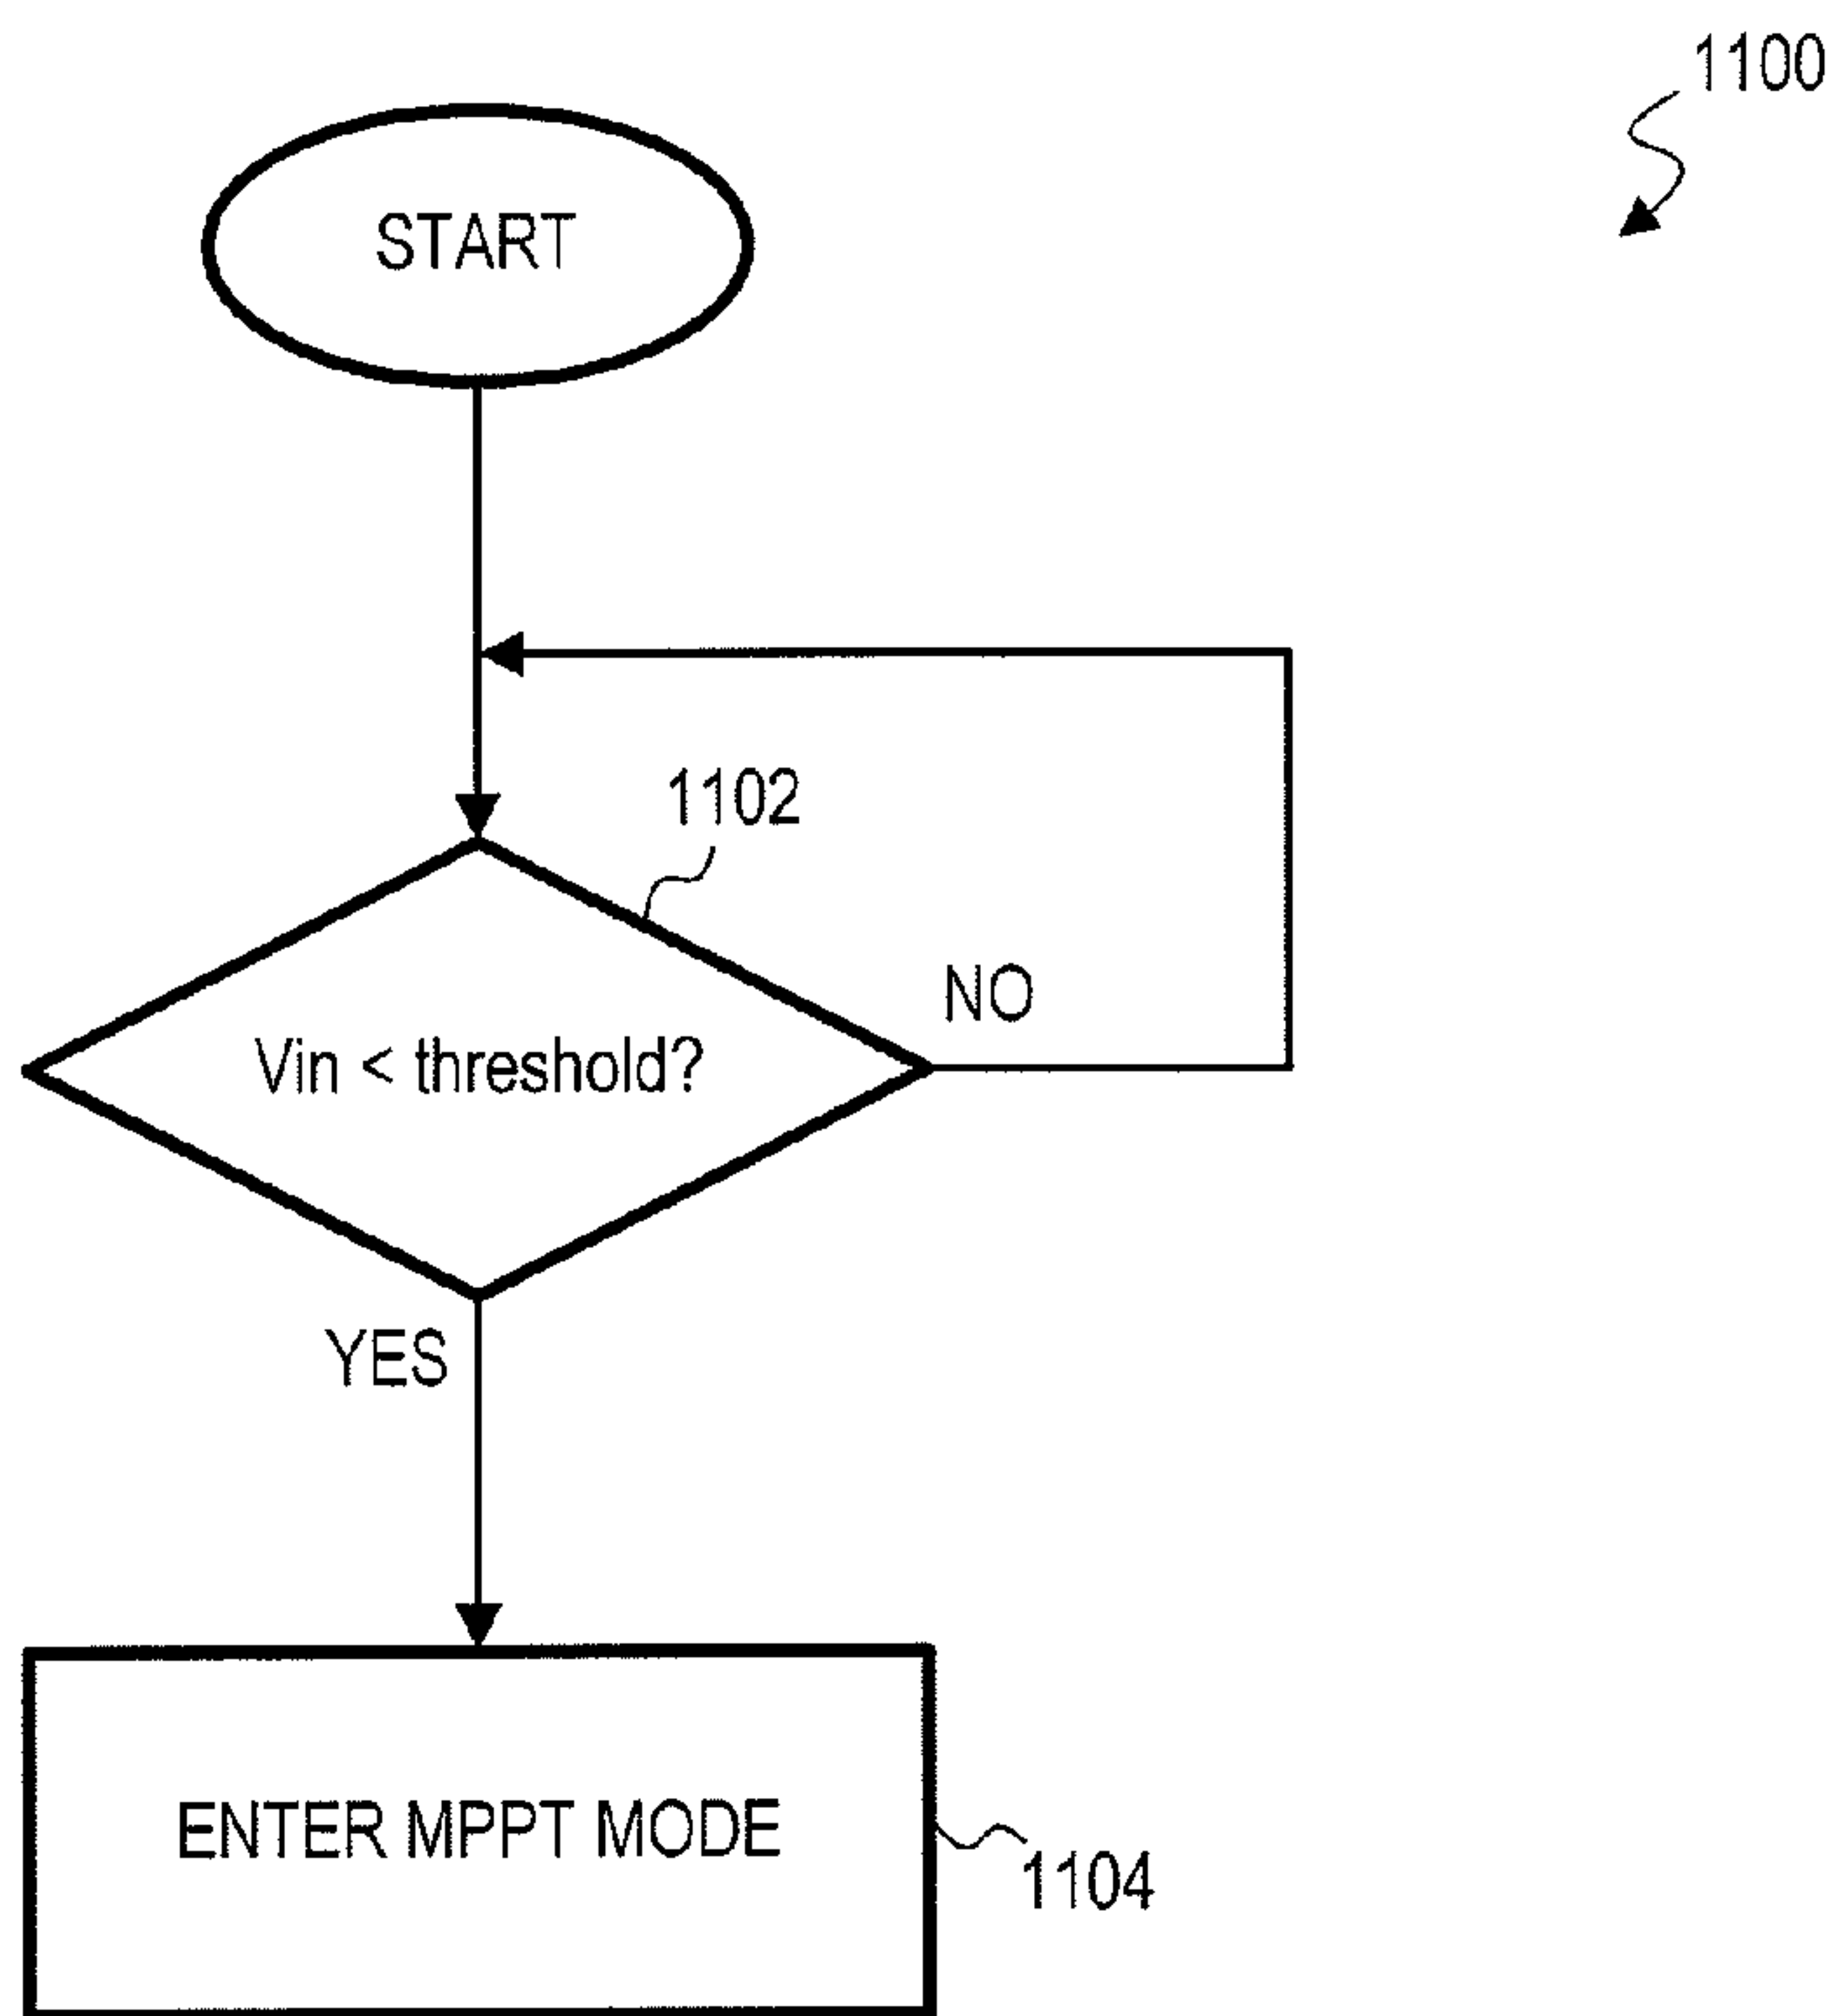 1100
START
1102
NO
Vin < threshold?
YES
ENTER MPPT MODE
1104